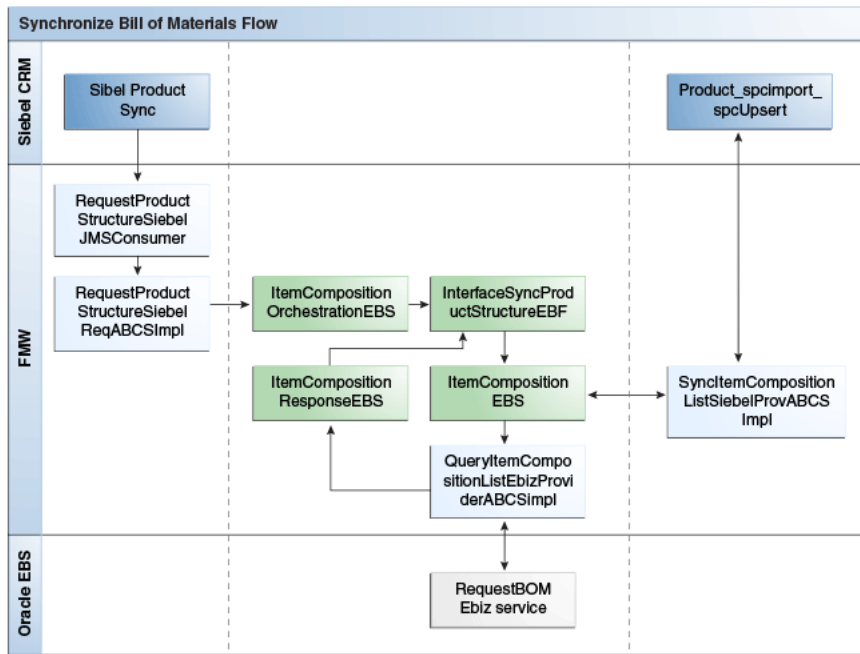 Synchronize Bill of Materials Flow
Siebel CRM
Sibel Product
Sync
Product_spcimport_
spcUpsert
FMW
RequestProduct
StructureSiebel
JMSConsumer
RequestProduct
StructureSiebel
ReqABCSImpl
ItemComposition
OrchestrationEBS
InterfaceSyncProd
uctStructureEBF
ItemComposition
ResponseEBS
ItemComposition
EBS
SyncItemComposition
ListSiebelProvABCS
Impl
QueryItemCompo
sitionListEbizProvi
derABCSimpl
Oracle EBS
RequestBOM
Ebiz service